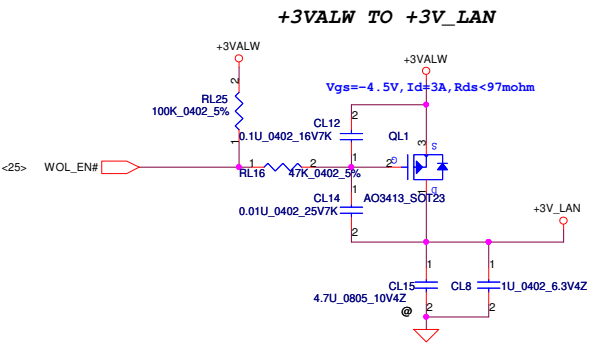 +3VALW TO +3V_LAN
+3VALW
+3VALW
Vgs=-4.5V,Id=3A,Rds<97mohm
2
RL25
100K_0402_5%
1
CL12
2
0.1U_0402_16V7K
1
QL1
3
S
G
2
<25>
WOL_EN#
1
RL16
2
47K_0402_5%
1
CL14
0.01U_0402_25V7K
2
AO3413_SOT23
D
1
+3V_LAN
1
CL15
4.7U_0805_10V4Z
@
2
1
CL8
1U_0402_6.3V4Z
2